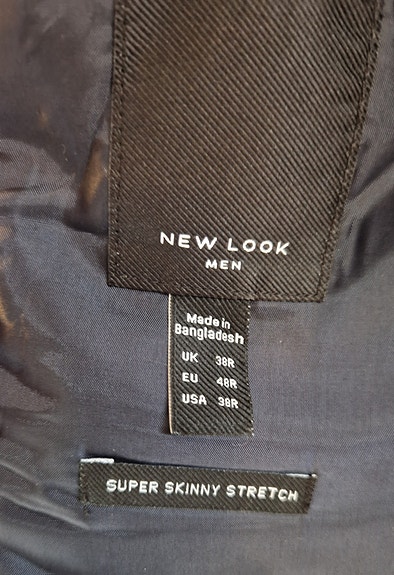 NEW LOOK
MEN
Made in
Bangladesh
UK 38R
EU 48R
USA 38R
SUPER SKINNY STRETCH